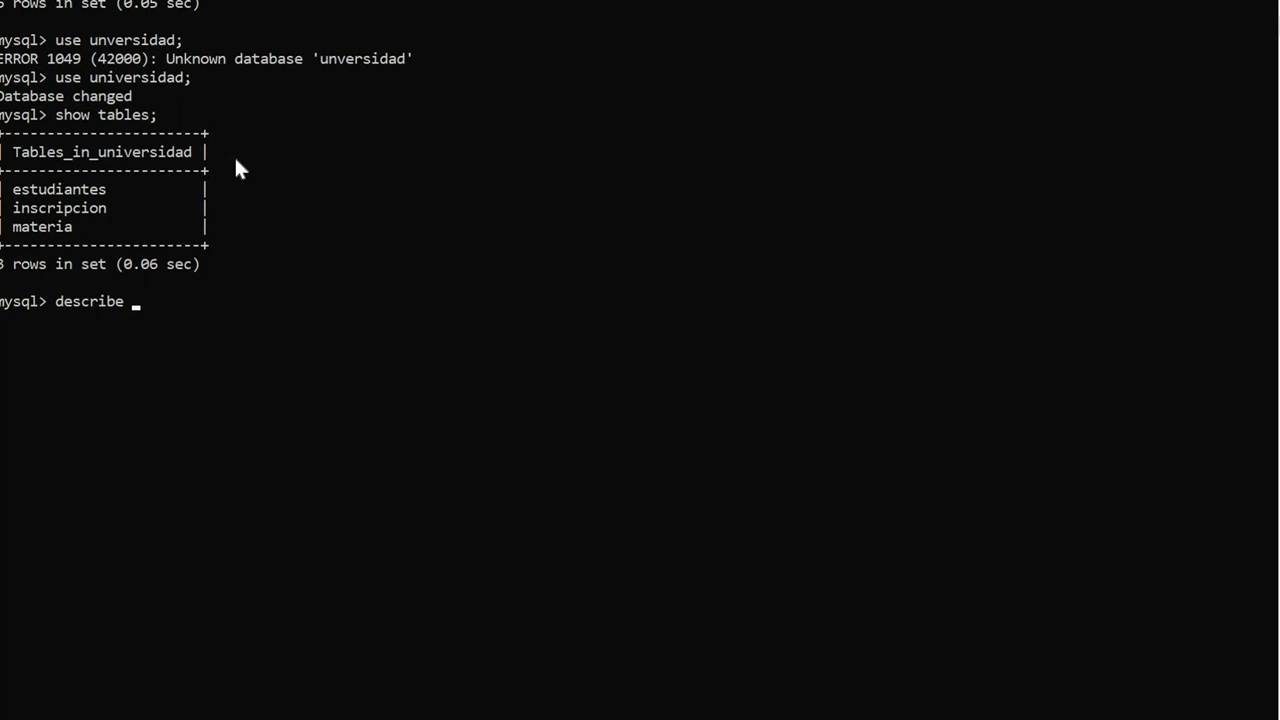 rows in set (0.05 sec)
mysql> use unversidad;
ERROR 1049 (42000): Unknown database 'unversidad'
mysql> use universidad;
Database changed
mysql> show tables;
+-----------------------+
| Tables_in_universidad |
+-----------------------+
| estudiantes           |
| inscripcion           |
| materia               |
+-----------------------+
3 rows in set (0.06 sec)
mysql> describe _